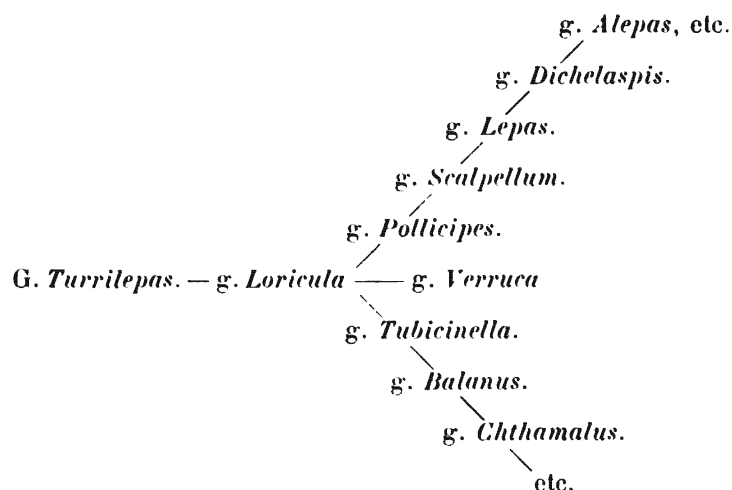 g. Alepas, etc.
g. Dichelaspis.
g. Lepas.
g. Scalpellum.
g. Pollicipes.
G. Turrilepas. — g. Loricula — g. Verruca
g. Tubicinella.
g. Balanus.
g. Chthamalus.
etc.